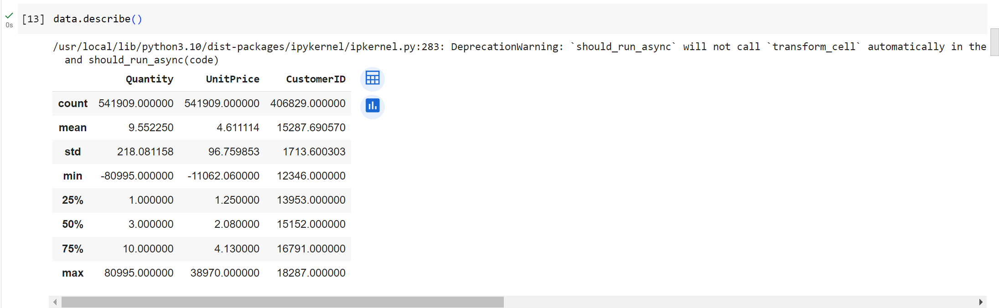 [13] data.describe()
0s
/usr/local/lib/python3.10/dist-packages/ipykernel/ipkernel.py:283: DeprecationWarning: `should_run_async` will not call `transform_cell` automatically in the
and should_run_async(code)
Quantity UnitPrice CustomerID
count 541909.000000 541909.000000 406829.000000
mean 9.552250 4.611114 15287.690570
std 218.081158 96.759853 1713.600303
min -80995.000000 -11062.060000 12346.000000
25% 1.000000 1.250000 13953.000000
50% 3.000000 2.080000 15152.000000
75% 10.000000 4.130000 16791.000000
max 80995.000000 38970.000000 18287.000000